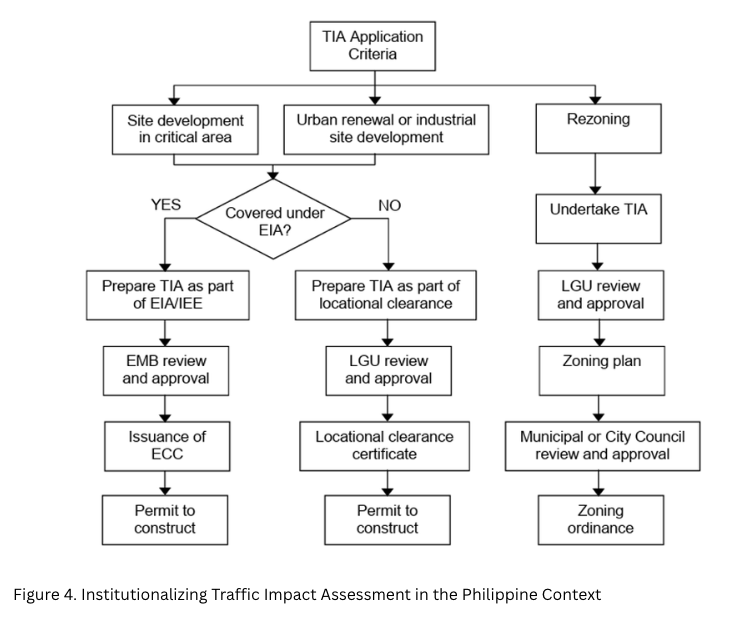 TIA Application
Criteria
Site development
in critical area
Urban renewal or industrial
site development
Rezoning
YES
Covered under
EIA?
NO
Undertake TIA
Prepare TIA as part
of EIA/IEE
Prepare TIA as part of
locational clearance
LGU review
and approval
EMB review
and approval
LGU review
and approval
Zoning plan
Issuance of
ECC
Locational clearance
certificate
Municipal or City Council
review and approval
Permit to
construct
Permit to
construct
Zoning
ordinance
Figure 4. Institutionalizing Traffic Impact Assessment in the Philippine Context